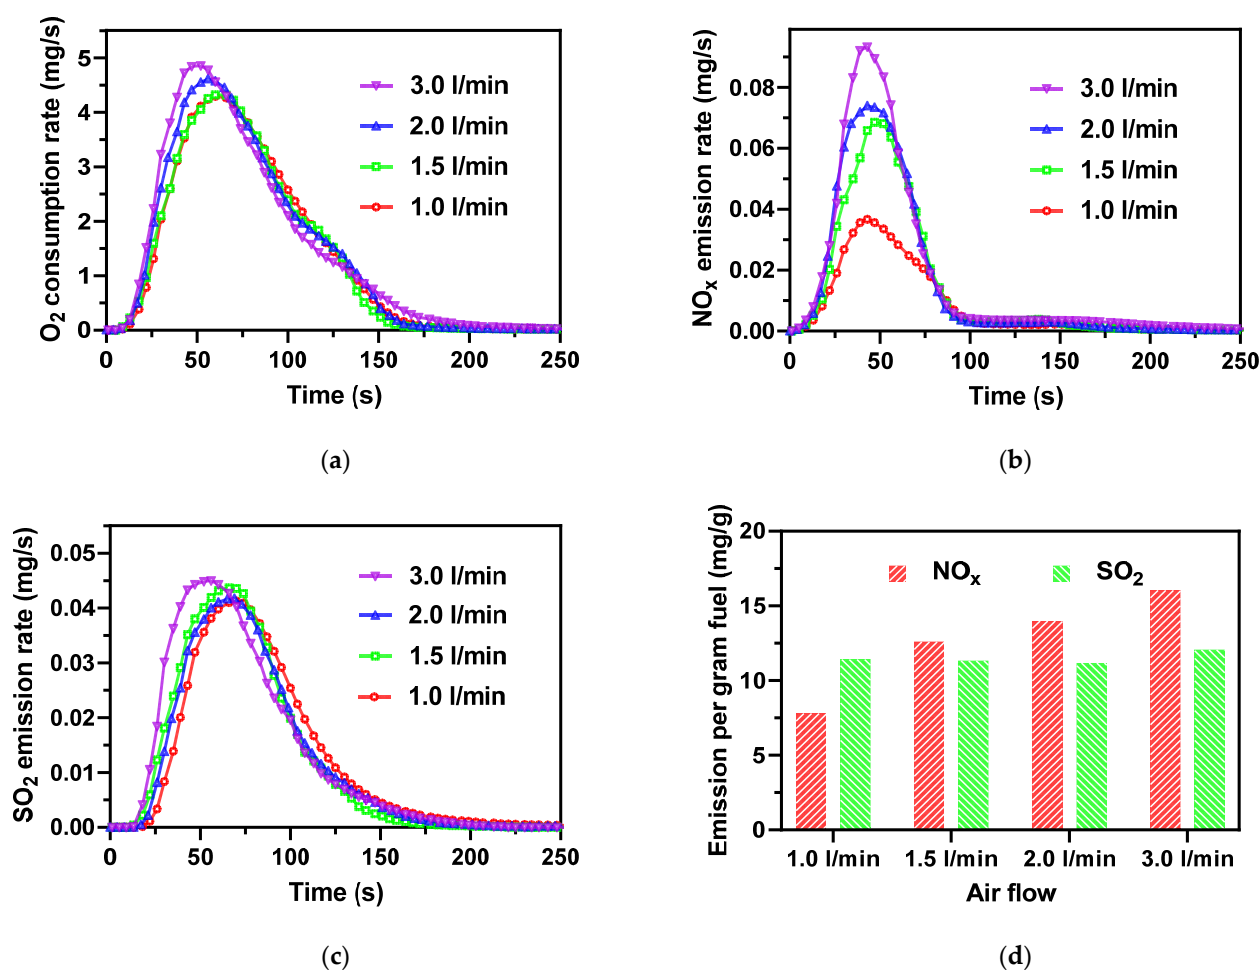 O2 consumption rate (mg/s)
5
4
3
2
1
0
3.0 l/min
2.0 l/min
1.5 l/min
1.0 l/min
0 50 100 150 200 250
Time (s)
(a)
NOx emission rate (mg/s)
0.08
0.06
0.04
0.02
0.00
3.0 l/min
2.0 l/min
1.5 l/min
1.0 l/min
0 50 100 150 200 250
Time (s)
(b)
SO2 emission rate (mg/s)
0.05
0.04
0.03
0.02
0.01
0.00
3.0 l/min
2.0 l/min
1.5 l/min
1.0 l/min
0 50 100 150 200 250
Time (s)
(c)
Emission per gram fuel (mg/g)
20
15
10
5
0
NOx SO2
1.0 l/min 1.5 l/min 2.0 l/min 3.0 l/min
Air flow
(d)